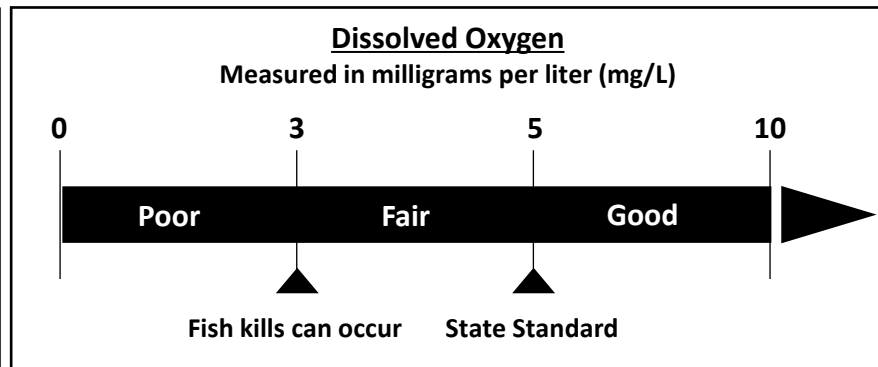 Dissolved Oxygen
Measured in milligrams per liter (mg/L)
0 3 5 10
Poor Fair Good
Fish kills can occur State Standard